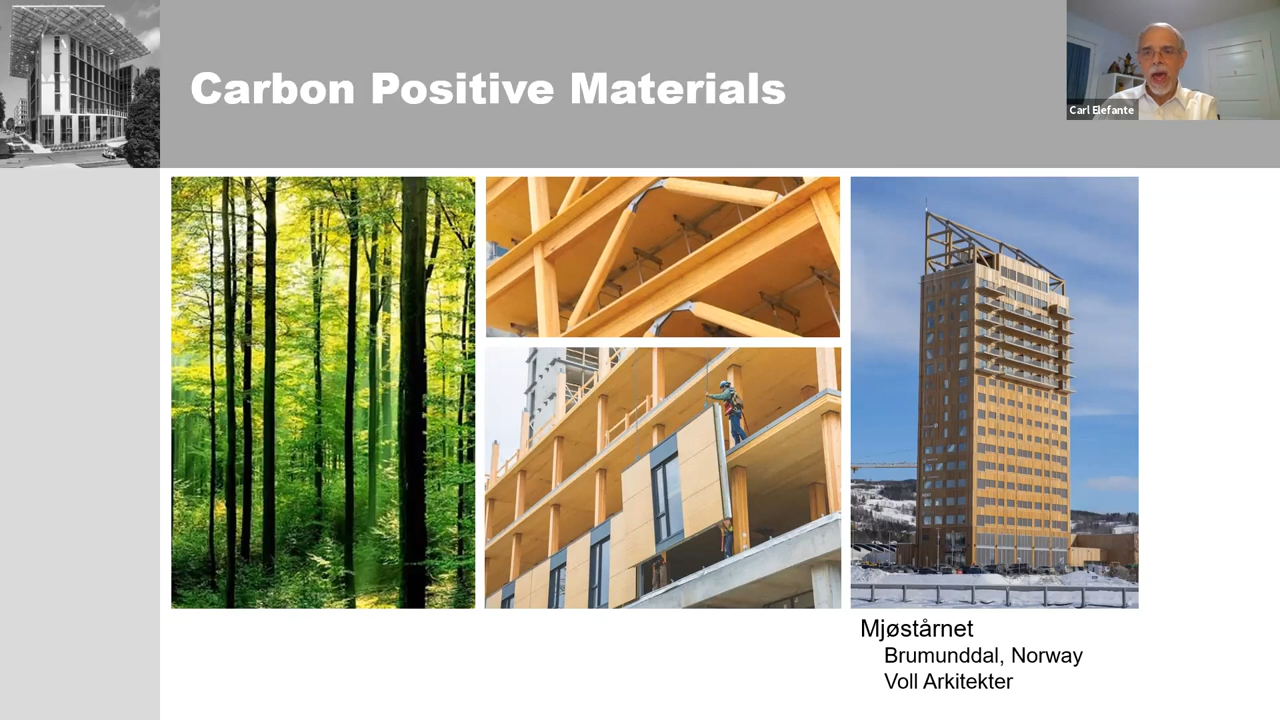 Carbon Positive Materials
Carl Elefante
Mjøstårnet
Brumunddal, Norway
Voll Arkitekter